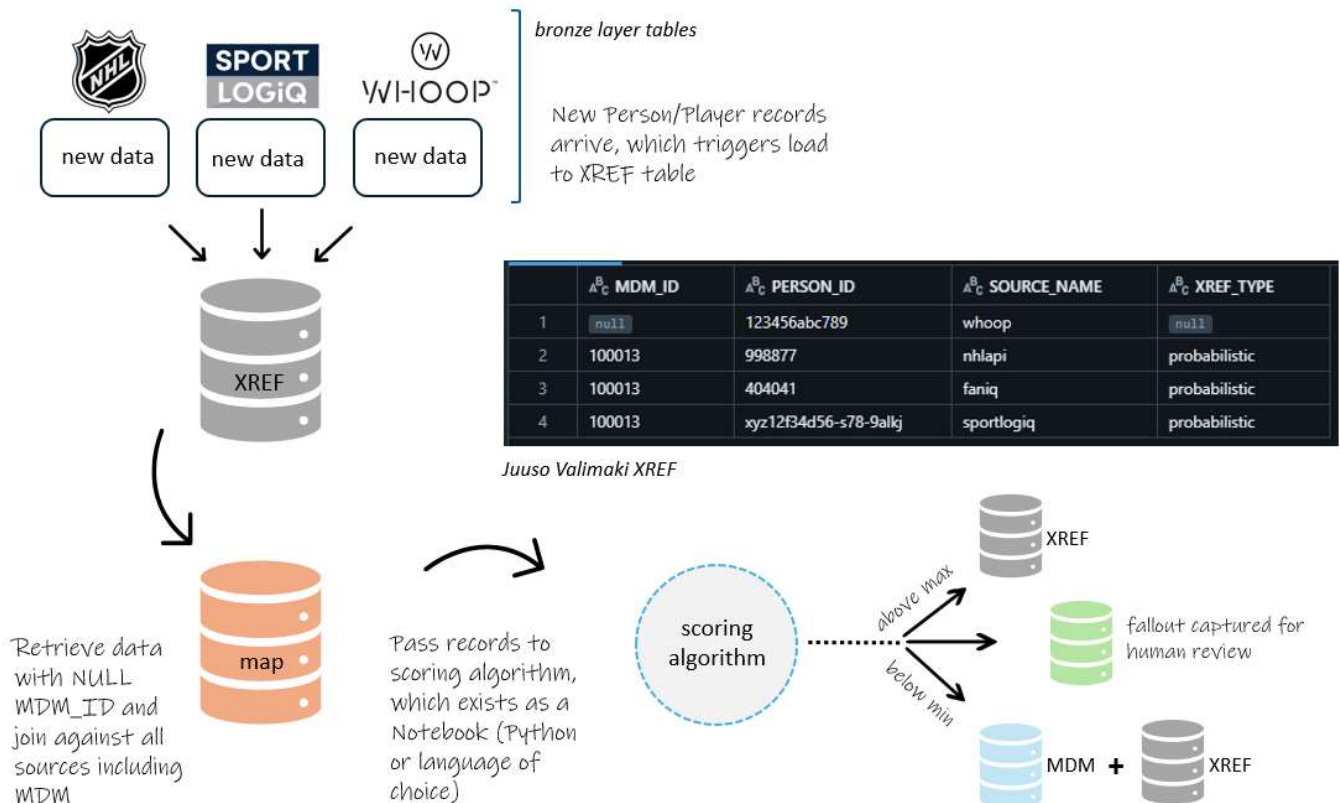 bronze layer tables
NHL
SPORT
LOGiQ
W
WHOOP™
new data
new data
new data
New Person/Player records
arrive, which triggers load
to XREF table
XREF
MDM_ID PERSON_ID SOURCE_NAME XREF_TYPE
1 null 123456abc789 whoop null
2 100013 998877 nhlapi probabilistic
3 100013 404041 faniq probabilistic
4 100013 xyz12f34d56-s78-9alkj sportlogiq probabilistic
Juuso Valimaki XREF
map
Retrieve data
with NULL
MDM_ID and
join against all
sources including
MDM
Pass records to
scoring algorithm,
which exists as a
Notebook (Python
or language of
choice)
scoring
algorithm
above max
below min
XREF
fallout captured for
human review
MDM + XREF